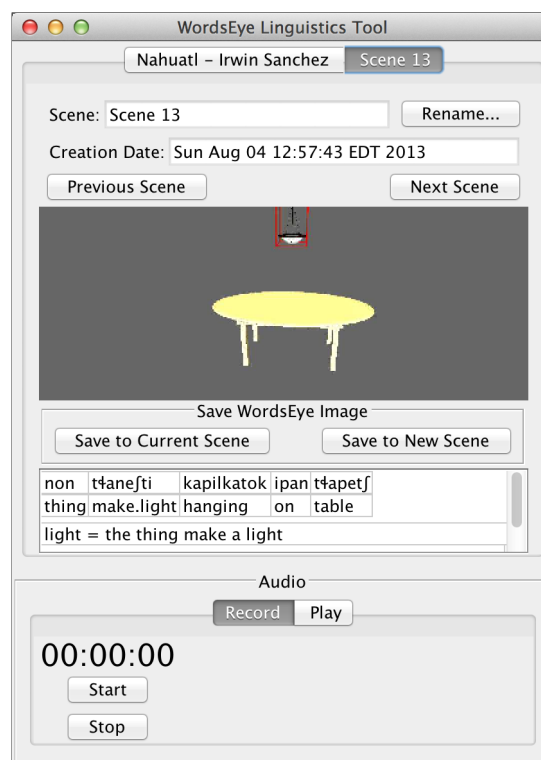 WordsEye Linguistics Tool
Nahuatl – Irwin Sanchez Scene 13
Scene: Scene 13 Rename...
Creation Date: Sun Aug 04 12:57:43 EDT 2013
Previous Scene Next Scene
Save WordsEye Image
Save to Current Scene Save to New Scene
non tɬaneʃti kapilkatok ipan tɬapetʃ
thing make.light hanging on table
light = the thing make a light
Audio
Record Play
00:00:00
Start
Stop